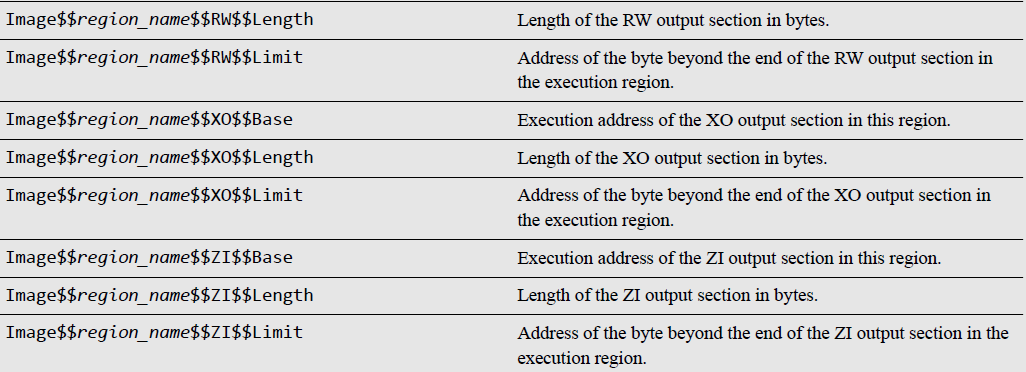 Image$$region_name$$RW$$Length Length of the RW output section in bytes.
Image$$region_name$$RW$$Limit Address of the byte beyond the end of the RW output section in
the execution region.
Image$$region_name$$XO$$Base Execution address of the XO output section in this region.
Image$$region_name$$XO$$Length Length of the XO output section in bytes.
Image$$region_name$$XO$$Limit Address of the byte beyond the end of the XO output section in
the execution region.
Image$$region_name$$ZI$$Base Execution address of the ZI output section in this region.
Image$$region_name$$ZI$$Length Length of the ZI output section in bytes.
Image$$region_name$$ZI$$Limit Address of the byte beyond the end of the ZI output section in the
execution region.